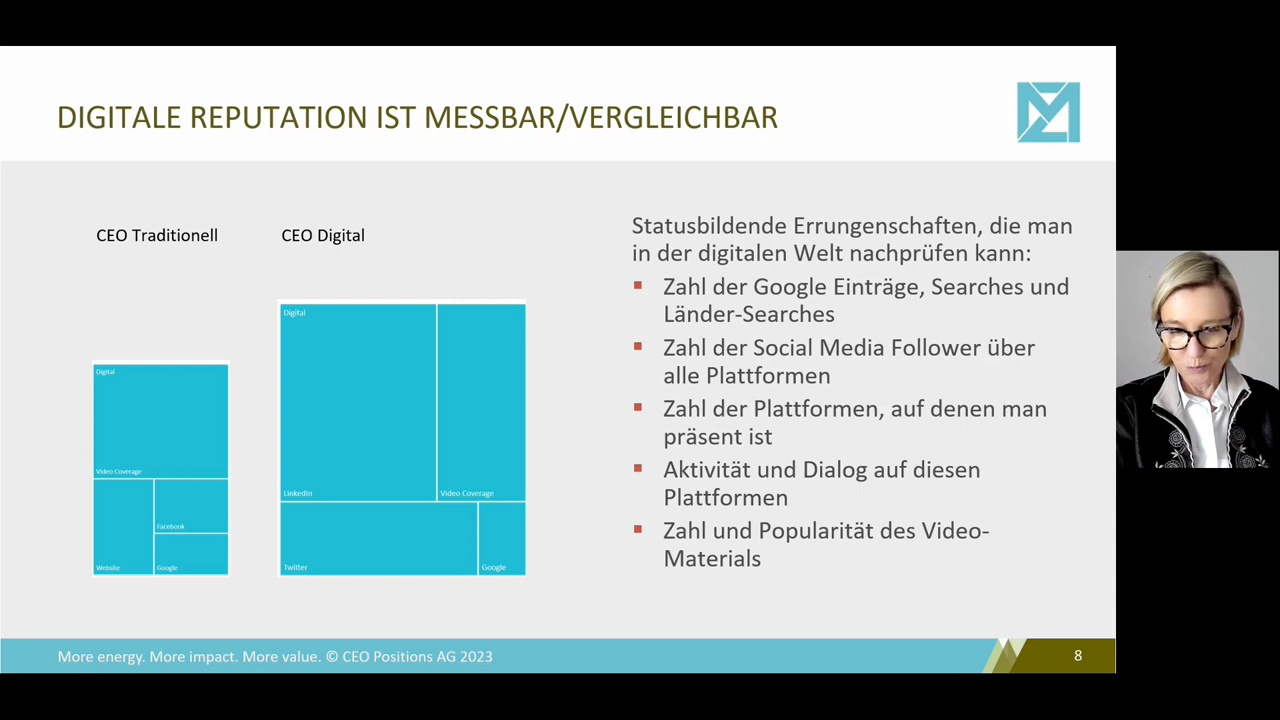 DIGITALE REPUTATION IST MESSBAR/VERGLEICHBAR
CEO Traditionell
CEO Digital
Digital
Video Coverage
Website
Facebook
Google
Digital
LinkedIn
Video Coverage
Twitter
Google
Statusbildende Errungenschaften, die man
in der digitalen Welt nachprüfen kann:
Zahl der Google Einträge, Searches und
Länder-Searches
Zahl der Social Media Follower über
alle Plattformen
Zahl der Plattformen, auf denen man
präsent ist
Aktivität und Dialog auf diesen
Plattformen
Zahl und Popularität des Video-
Materials
More energy. More impact. More value. © CEO Positions AG 2023
8